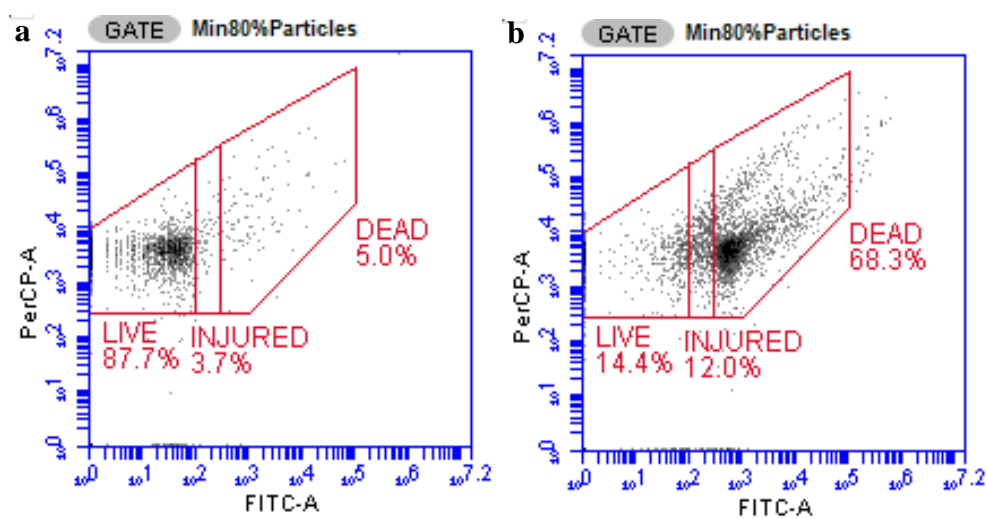 a GATE Min80%Particles
10^7.2
10^6
10^5
10^4
10^3
10^2
10^1
10^0
PerCP-A
LIVE
87.7%
INJURED
3.7%
DEAD
5.0%
10^0 10^1 10^2 10^3 10^4 10^5 10^7.2
FITC-A
b GATE Min80%Particles
10^7.2
10^6
10^5
10^4
10^3
10^2
10^1
10^0
PerCP-A
LIVE
14.4%
INJURED
12.0%
DEAD
68.3%
10^0 10^1 10^2 10^3 10^4 10^5 10^6 10^7.2
FITC-A